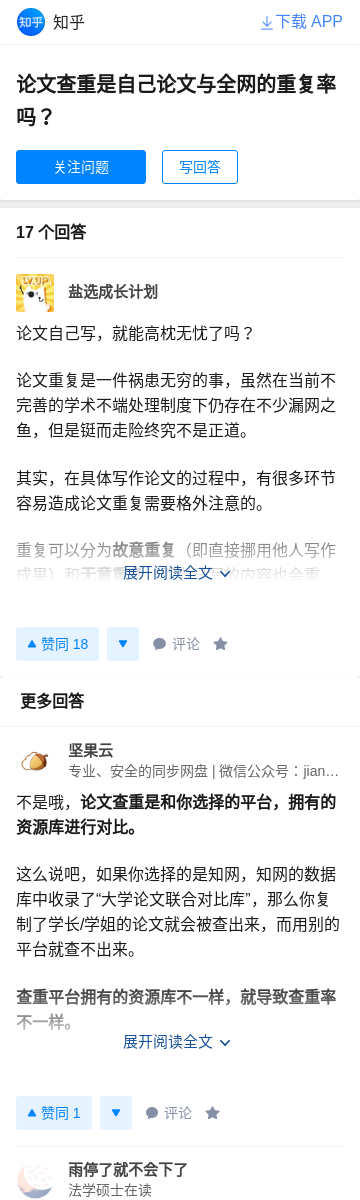 知乎 知乎 下载 APP
论文查重是自己论文与全网的重复率
吗？
关注问题 写回答
17 个回答
LV.UP
盐选成长计划
论文自己写，就能高枕无忧了吗？
论文重复是一件祸患无穷的事，虽然在当前不
完善的学术不端处理制度下仍存在不少漏网之
鱼，但是铤而走险终究不是正道。
其实，在具体写作论文的过程中，有很多环节
容易造成论文重复需要格外注意的。
重复可以分为故意重复（即直接挪用他人写作
成果）和无意重
展开阅读全文
赞同 18 评论
更多回答
坚果云
专业、安全的同步网盘 | 微信公众号：jian…
不是哦，论文查重是和你选择的平台，拥有的
资源库进行对比。
这么说吧，如果你选择的是知网，知网的数据
库中收录了“大学论文联合对比库”，那么你复
制了学长/学姐的论文就会被查出来，而用别的
平台就查不出来。
查重平台拥有的资源库不一样，就导致查重率
不一样。
展开阅读全文
赞同 1 评论
雨停了就不会下了
法学硕士在读